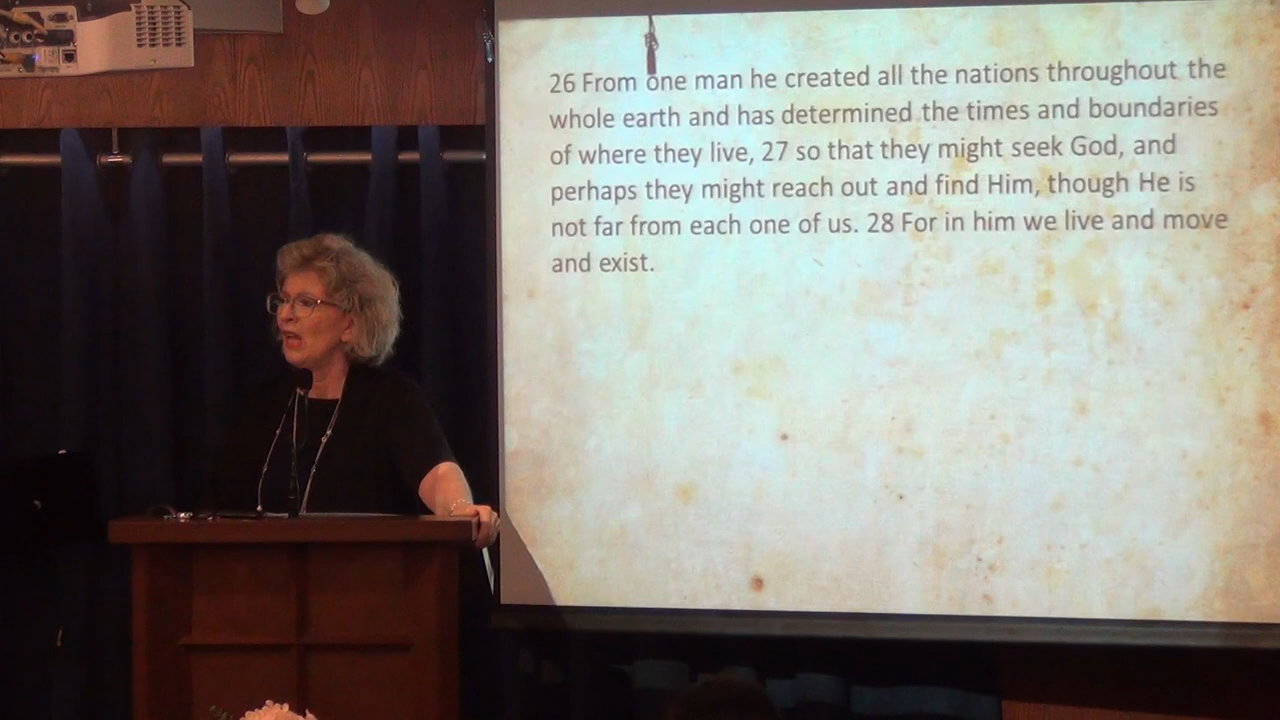 26 From one man he created all the nations throughout the
whole earth and has determined the times and boundaries
of where they live, 27 so that they might seek God, and
perhaps they might reach out and find Him, though He is
not far from each one of us. 28 For in him we live and move
and exist.